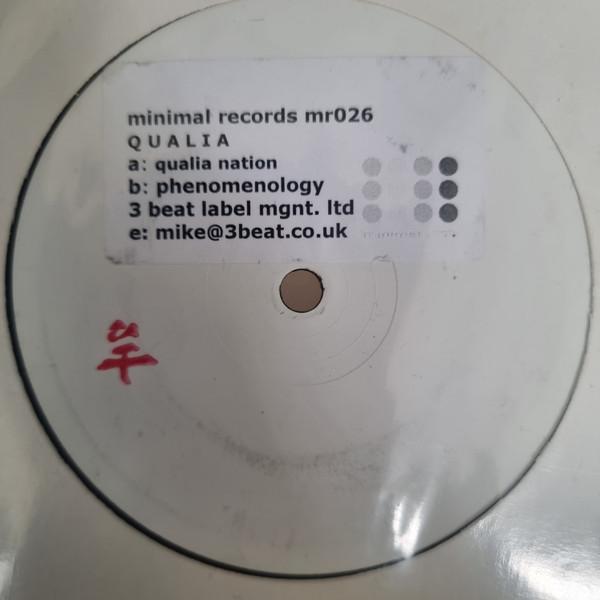 minimal records mr026
QUALIA
a: qualia nation
b: phenomenology
3 beat label mgnt. ltd
e: mike@3beat.co.uk